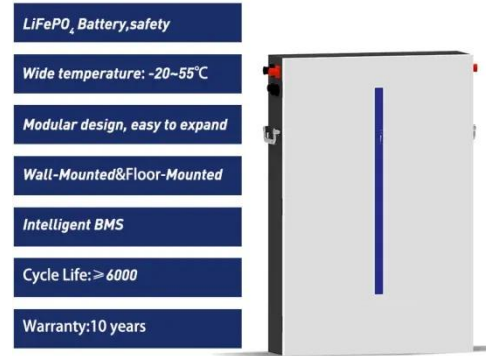 LiFePO₄ Battery,safety
Wide temperature: -20~55℃
Modular design, easy to expand
Wall-Mounted&Floor-Mounted
Intelligent BMS
Cycle Life:≥6000
Warranty:10 years